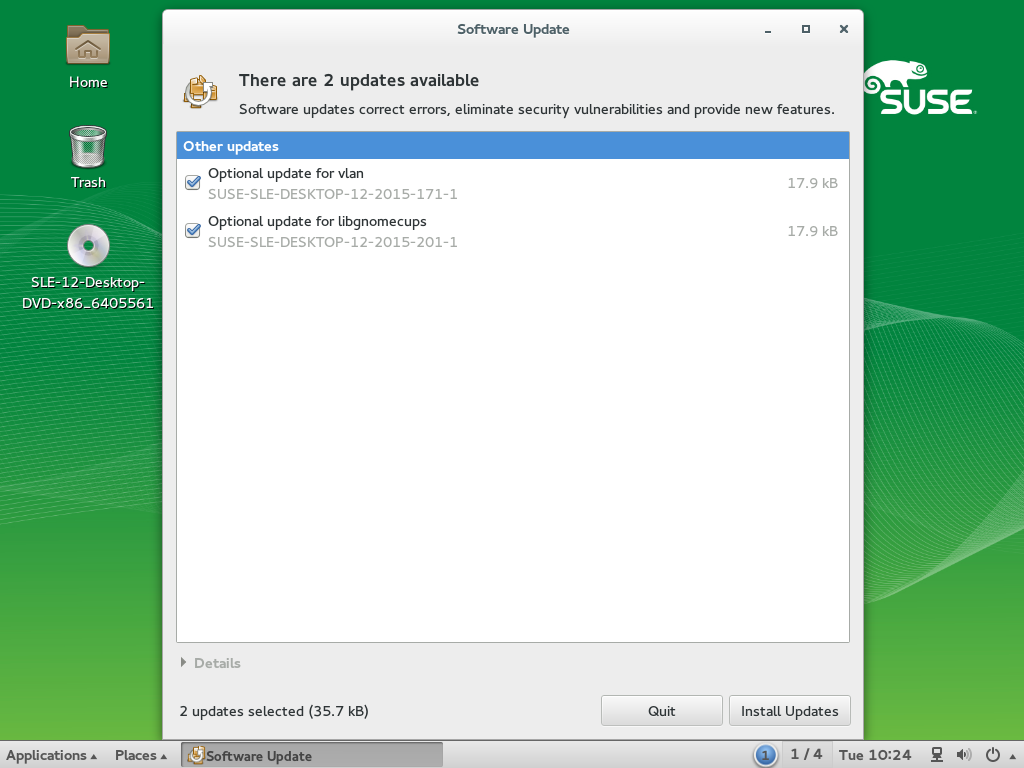 Software Update
Home
There are 2 updates available
Software updates correct errors, eliminate security vulnerabilities and provide new features.
SUSE
Other updates
Optional update for vlan
SUSE-SLE-DESKTOP-12-2015-171-1
17.9 kB
Trash
Optional update for libgnomecups
SUSE-SLE-DESKTOP-12-2015-201-1
17.9 kB
SLE-12-Desktop-
DVD-x86_6405561
Details
2 updates selected (35.7 kB)
Quit
Install Updates
Applications
Places
Software Update
1
1 / 4
Tue 10:24